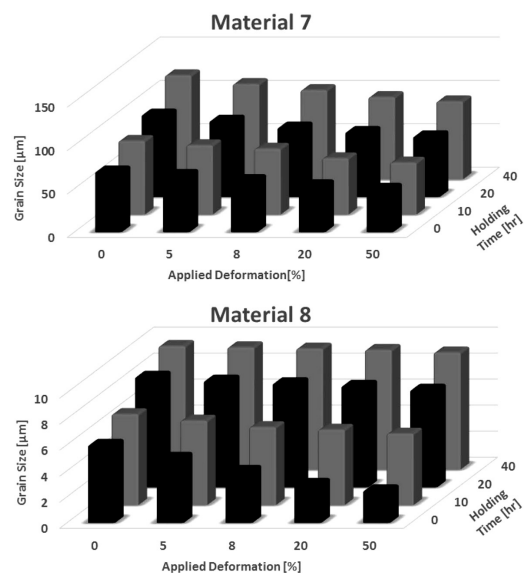 Material 7
150
100
50
0
Grain Size [µm]
0 5 8 20 50
Applied Deformation[%]
0
10
20
40
Holding
Time [hr]
Material 8
10
8
6
4
2
0
Grain Size [µm]
0 5 8 20 50
Applied Deformation [%]
0
10
20
40
Holding
Time [hr]